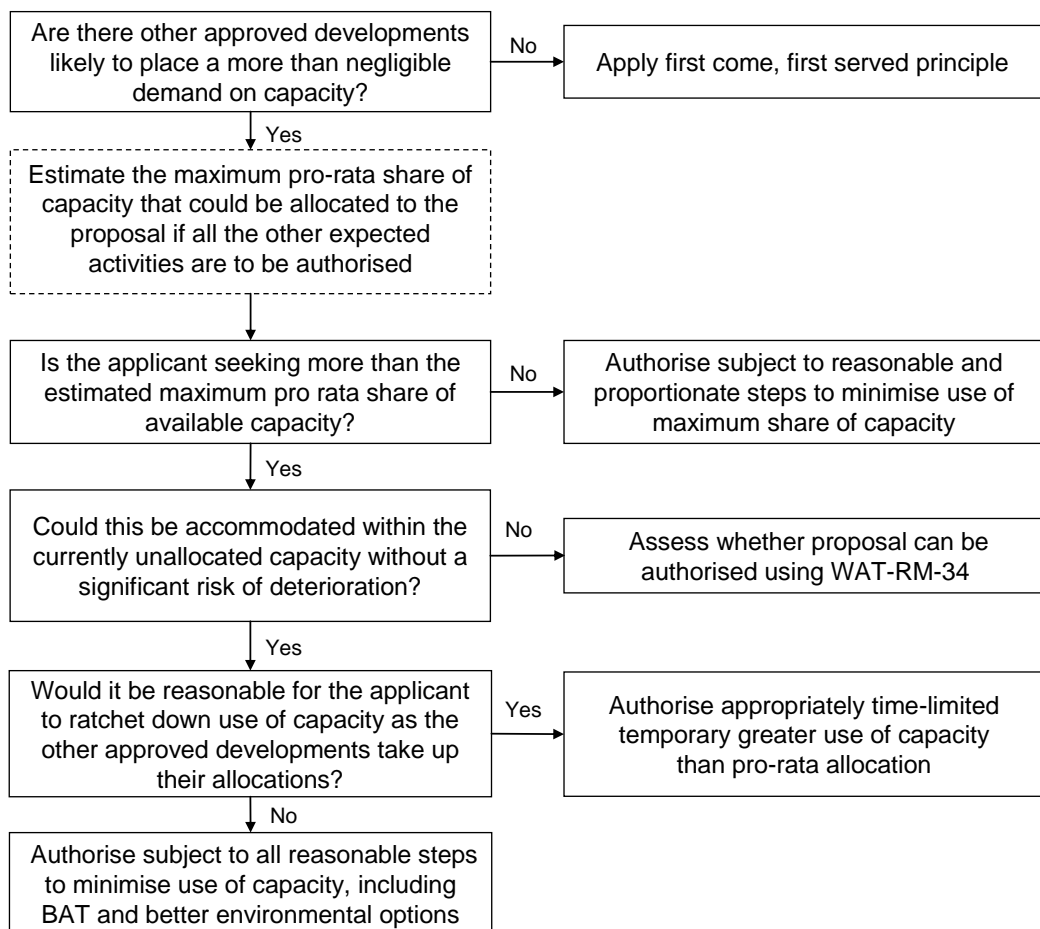 Are there other approved developments
likely to place a more than negligible
demand on capacity?
No
Apply first come, first served principle
Yes
Estimate the maximum pro-rata share of
capacity that could be allocated to the
proposal if all the other expected
activities are to be authorised
Is the applicant seeking more than the
estimated maximum pro rata share of
available capacity?
No
Authorise subject to reasonable and
proportionate steps to minimise use of
maximum share of capacity
Yes
Could this be accommodated within the
currently unallocated capacity without a
significant risk of deterioration?
No
Assess whether proposal can be
authorised using WAT-RM-34
Yes
Would it be reasonable for the applicant
to ratchet down use of capacity as the
other approved developments take up
their allocations?
Yes
Authorise appropriately time-limited
temporary greater use of capacity
than pro-rata allocation
No
Authorise subject to all reasonable steps
to minimise use of capacity, including
BAT and better environmental options